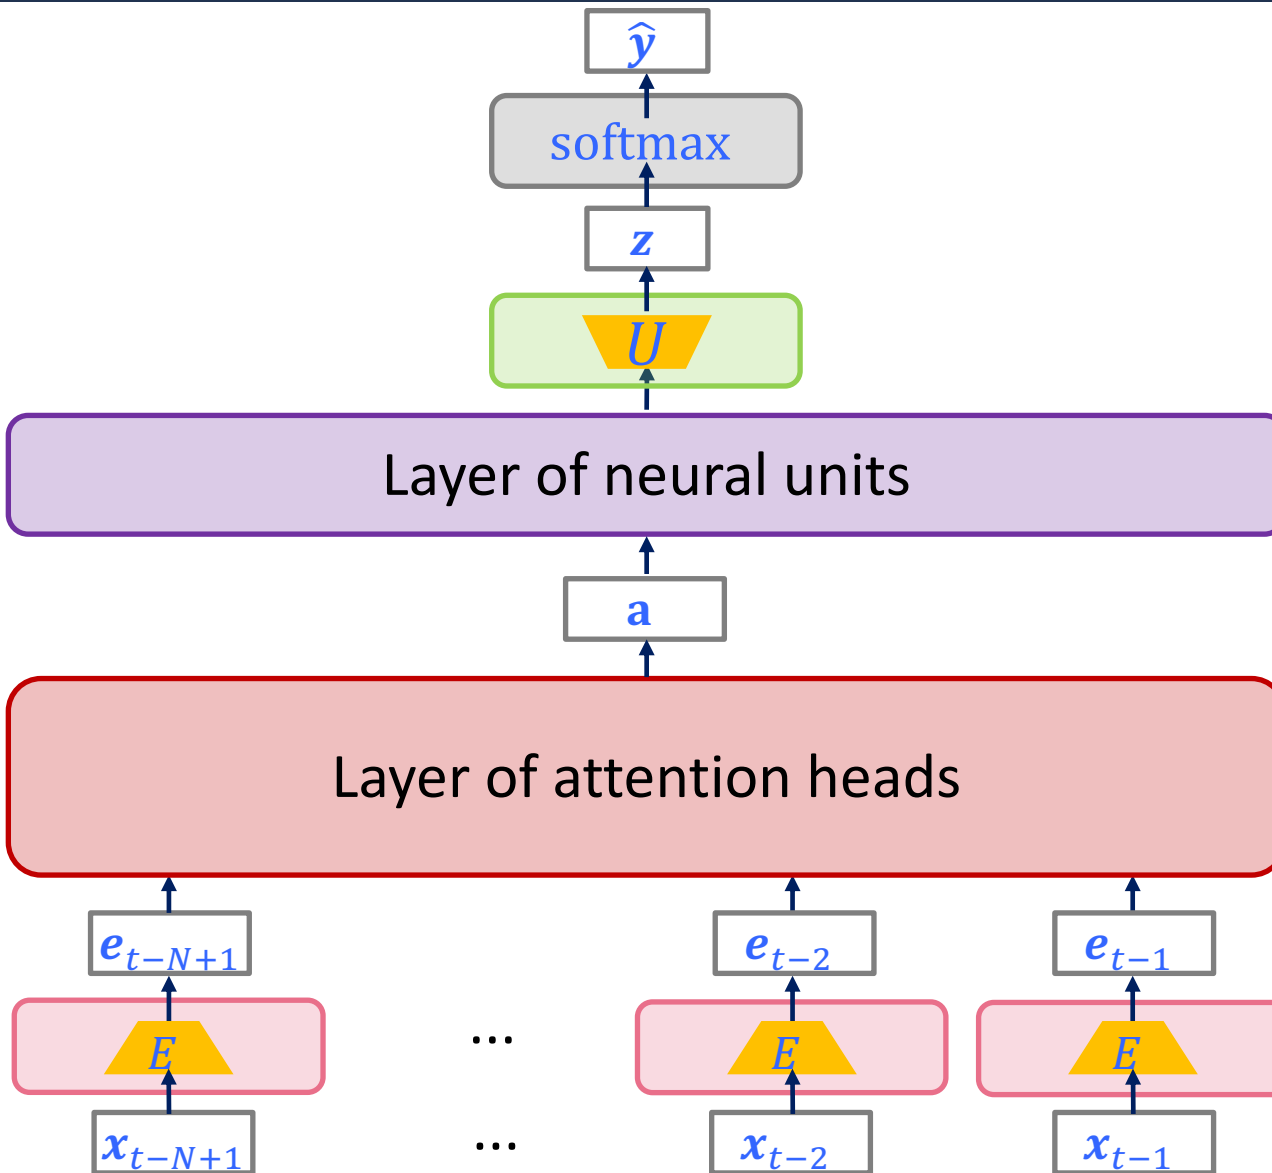 ŷ
softmax
z
U
Layer of neural units
a
Layer of attention heads
e_{t−N+1} e_{t−2} e_{t−1}
E ... E E
x_{t−N+1} ... x_{t−2} x_{t−1}